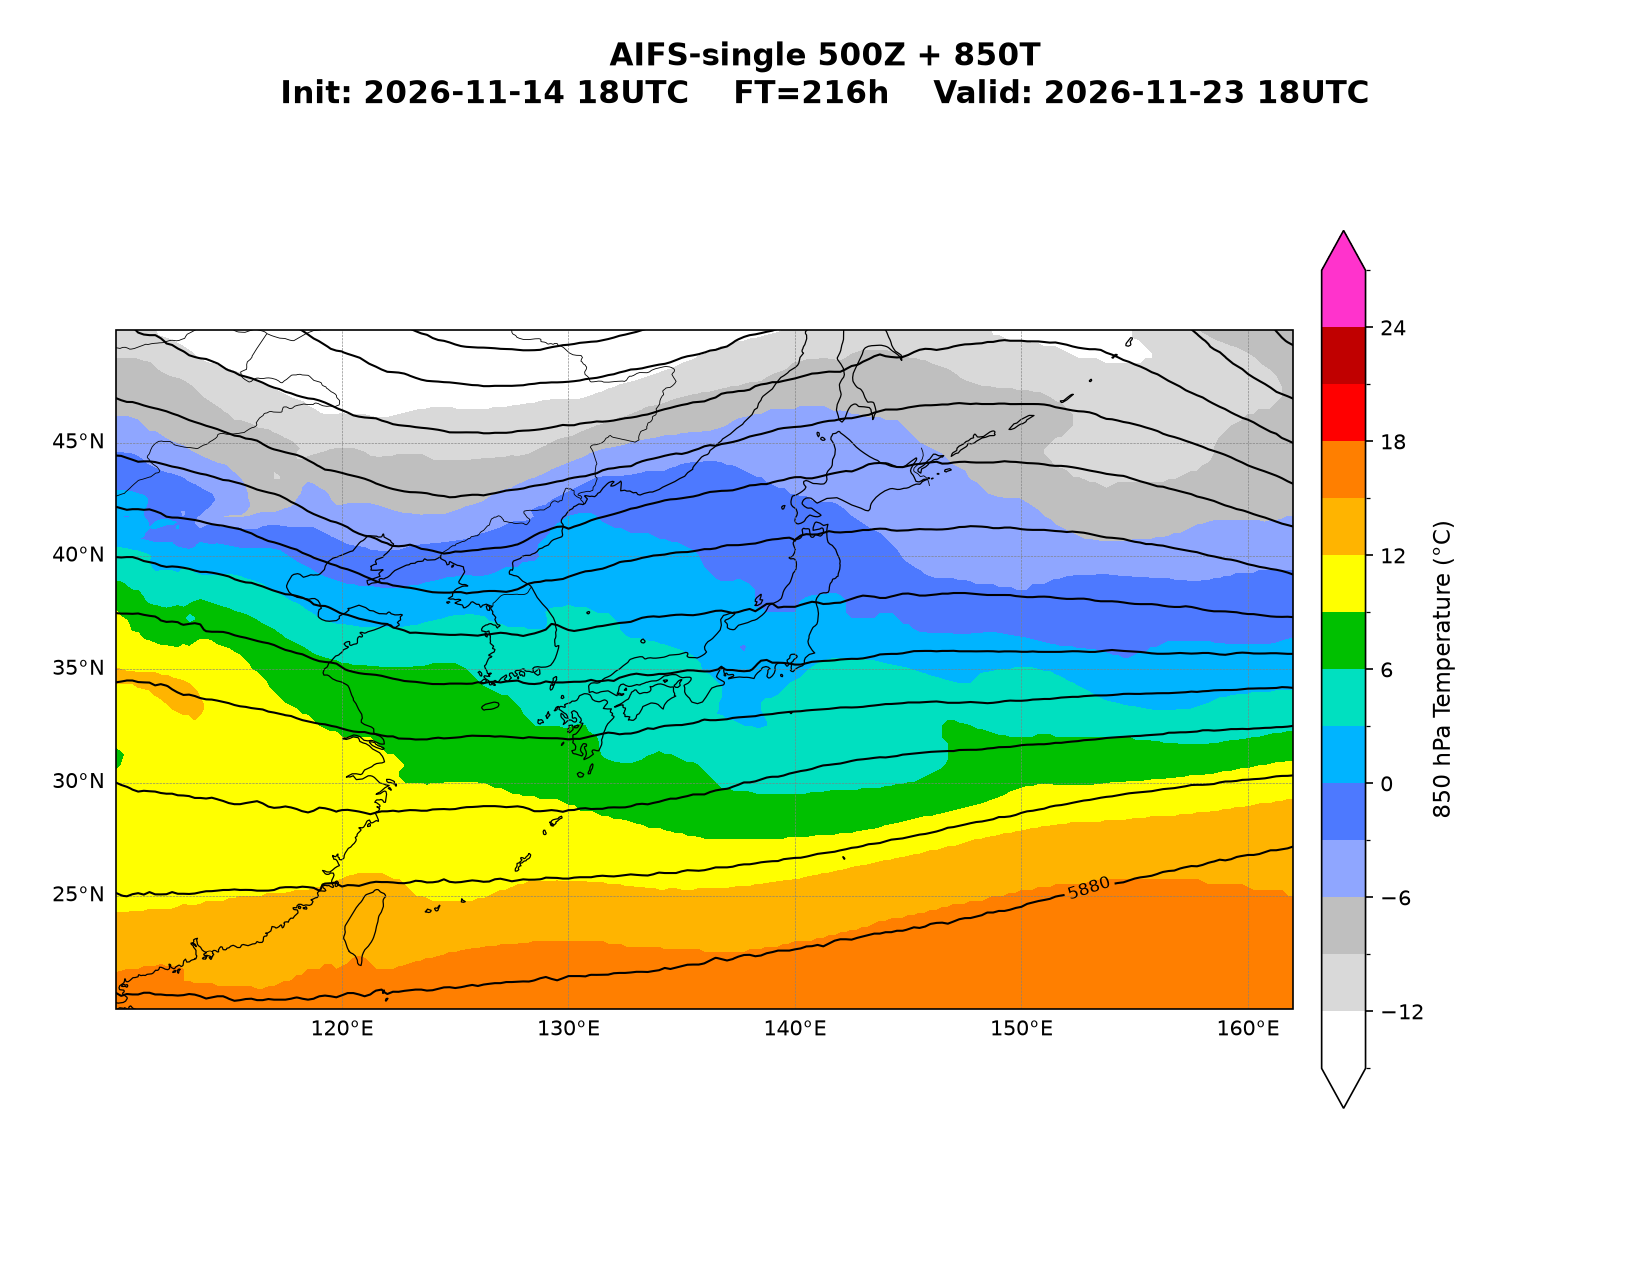 AIFS-single 500Z + 850T
Init: 2026-11-14 18UTC    FT=216h    Valid: 2026-11-23 18UTC
45°N
40°N
35°N
30°N
25°N
120°E
130°E
140°E
150°E
160°E
5880
24
18
12
6
0
−6
−12
850 hPa Temperature (°C)